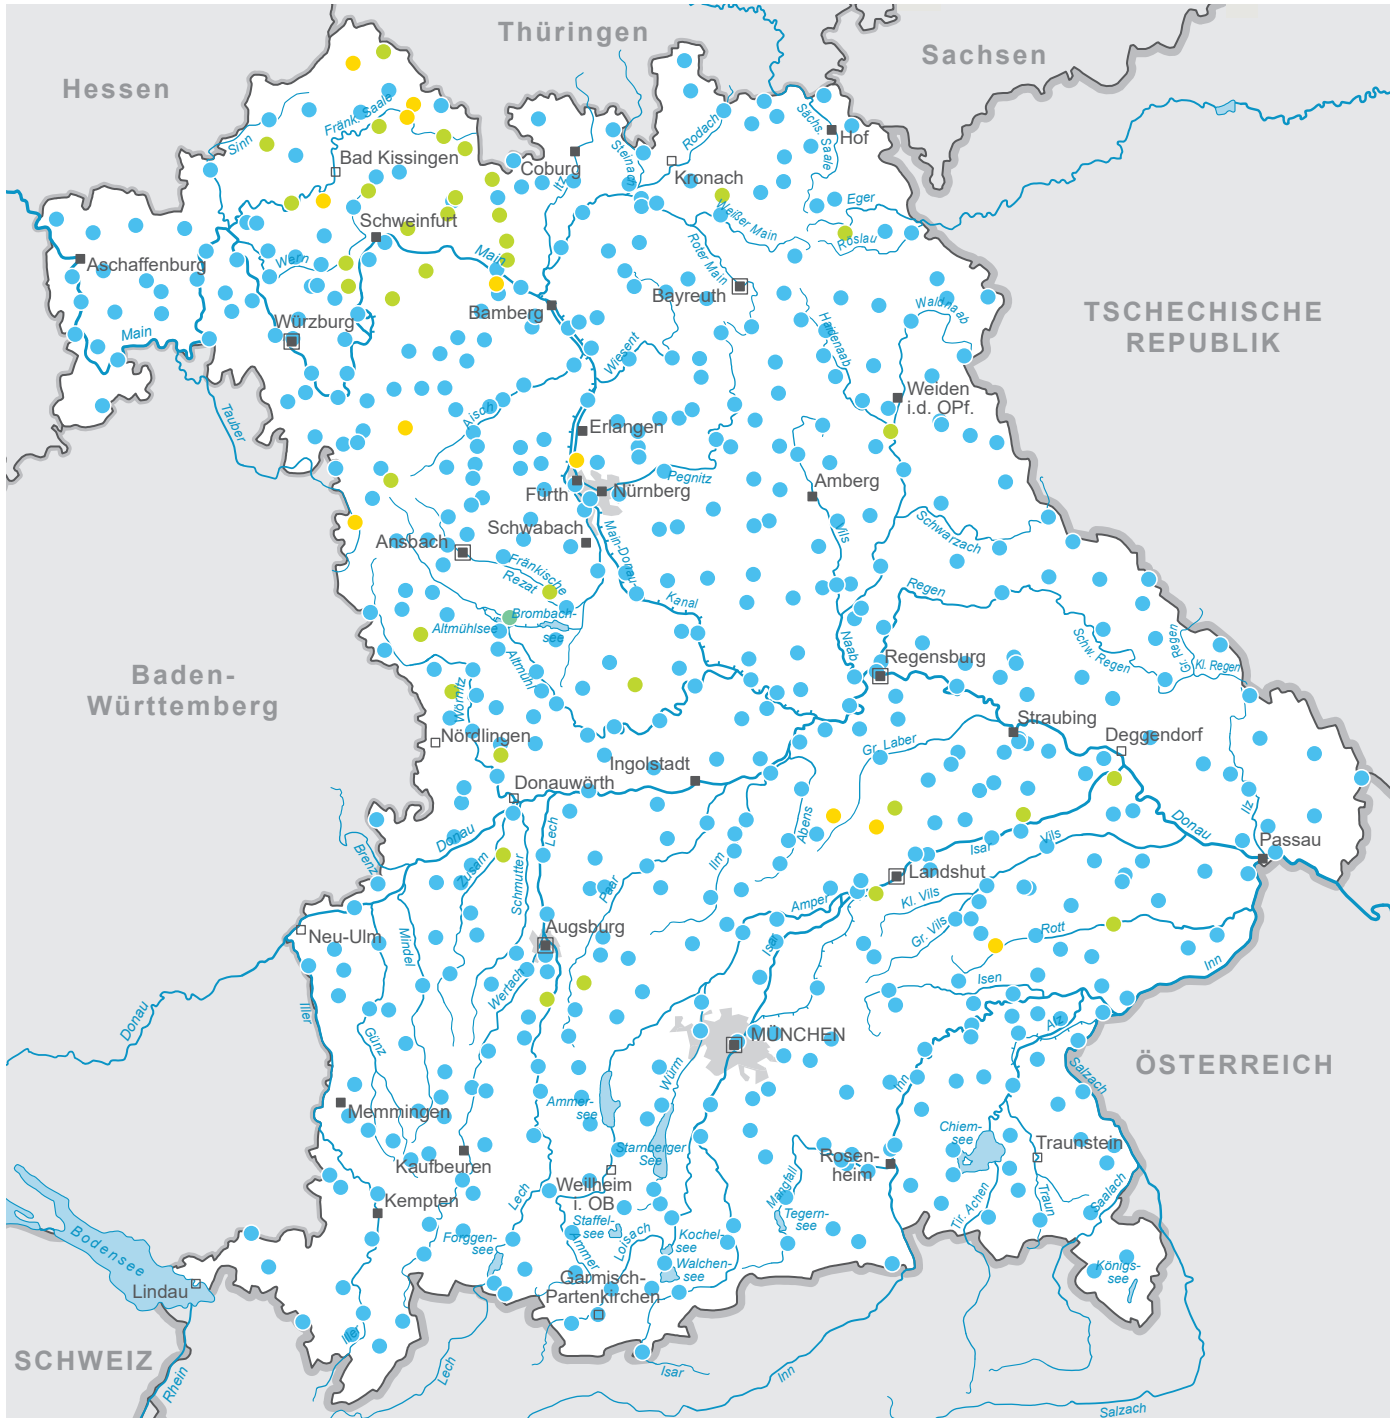 Thüringen
Sachsen
Hessen
Fränk. Saale
Sinn
Bad Kissingen
Coburg
Itz
Steinach
Rodach
Kronach
Sächs. Saale
Hof
Eger
Weißer Main
Röslau
Schweinfurt
Wern
Main
Aschaffenburg
Roter Main
Bayreuth
Bamberg
Waldnaab
Heidenaab
TSCHECHISCHE
REPUBLIK
Main
Würzburg
Wiesent
Tauber
Aisch
Weiden
i.d. OPf.
Erlangen
Pegnitz
Fürth
Nürnberg
Amberg
Vils
Schwabach
Ansbach
Main-Donau-
Kanal
Schwarzach
Fränkische
Rezat
Regen
Altmühlsee
Brombach-
see
Altmühl
Naab
Schw. Regen
Gr. Regen
Kl. Regen
Regensburg
Baden-
Württemberg
Wörnitz
Nördlingen
Straubing
Gr. Laber
Deggendorf
Ingolstadt
Donauwörth
Lech
Abens
Ilz
Donau
Brenz
Zusam
Schmutter
Paar
Ilm
Isar
Vils
Donau
Passau
Landshut
Kl. Vils
Amper
Gr. Vils
Rott
Neu-Ulm
Mindel
Augsburg
Isar
Inn
Wertach
Isen
Donau
Iller
Günz
MÜNCHEN
Alz
ÖSTERREICH
Würm
Inn
Salzach
Memmingen
Ammer-
see
Starnberger
See
Chiem-
see
Traunstein
Kaufbeuren
Rosen-
heim
Weilheim
i. OB
Mangfall
Kempten
Lech
Tegern-
see
Tir. Achen
Traun
Saalach
Staffel-
see
Ammer
Loisach
Kochel-
see
Walchen-
see
Forggen-
see
Bodensee
Königs-
see
Lindau
Garmisch-
Partenkirchen
Iller
SCHWEIZ
Rhein
Lech
Isar
Inn
Salzach